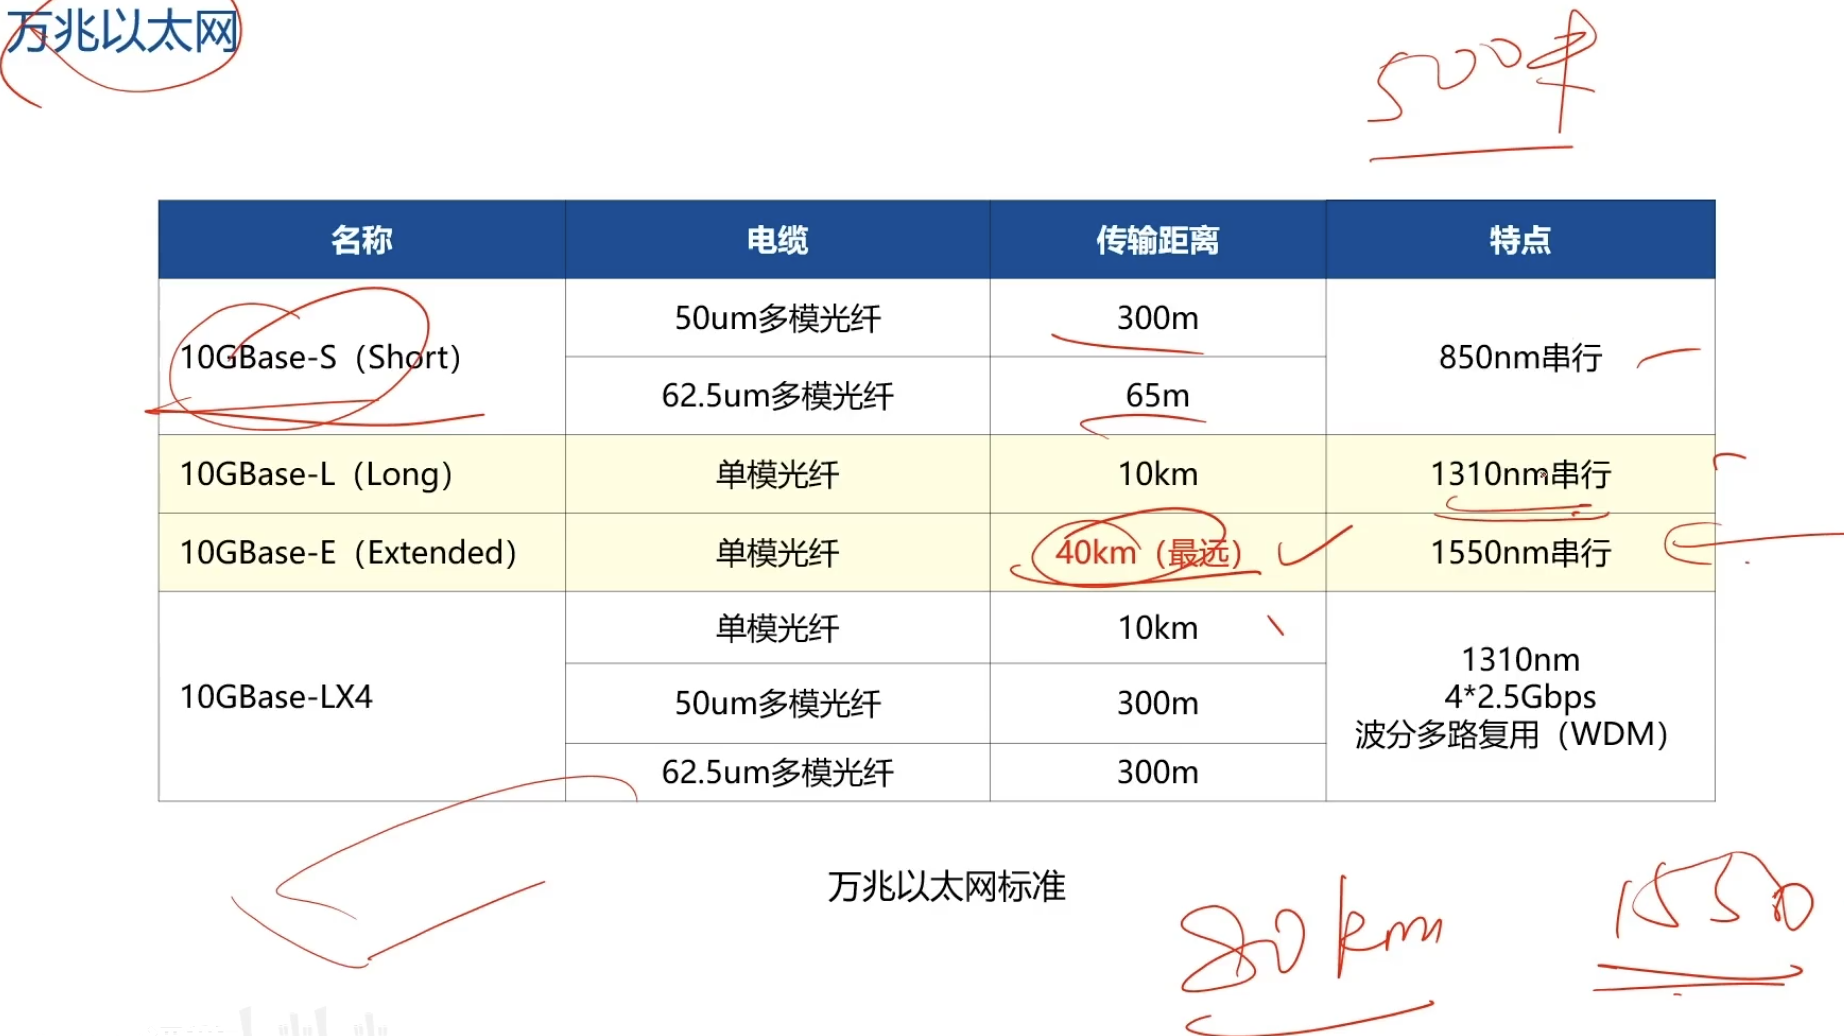 万兆以太网
500米
名称 电缆 传输距离 特点
10GBase-S（Short） 50um多模光纤 300m 850nm串行
62.5um多模光纤 65m
10GBase-L（Long） 单模光纤 10km 1310nm串行
10GBase-E（Extended） 单模光纤 40km（最远） 1550nm串行
10GBase-LX4 单模光纤 10km 1310nm
4*2.5Gbps
波分多路复用（WDM）
50um多模光纤 300m
62.5um多模光纤 300m
万兆以太网标准
80km
1550